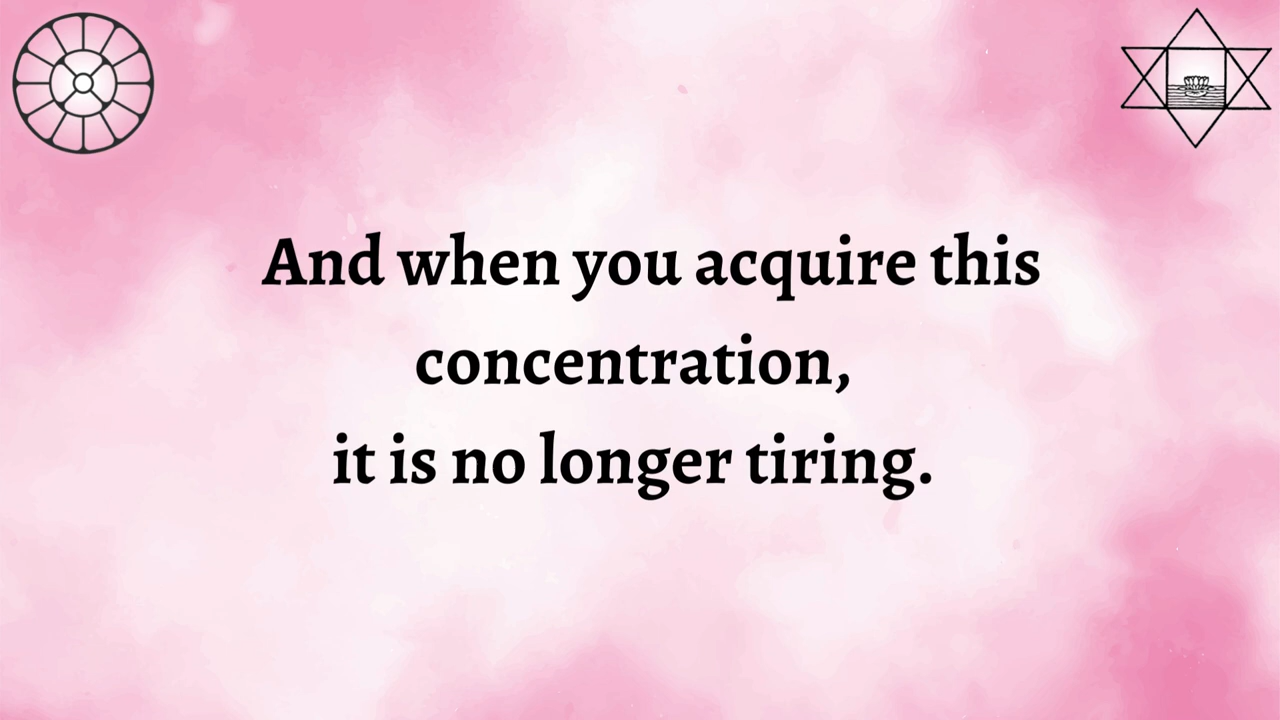 And when you acquire this
concentration,
it is no longer tiring.